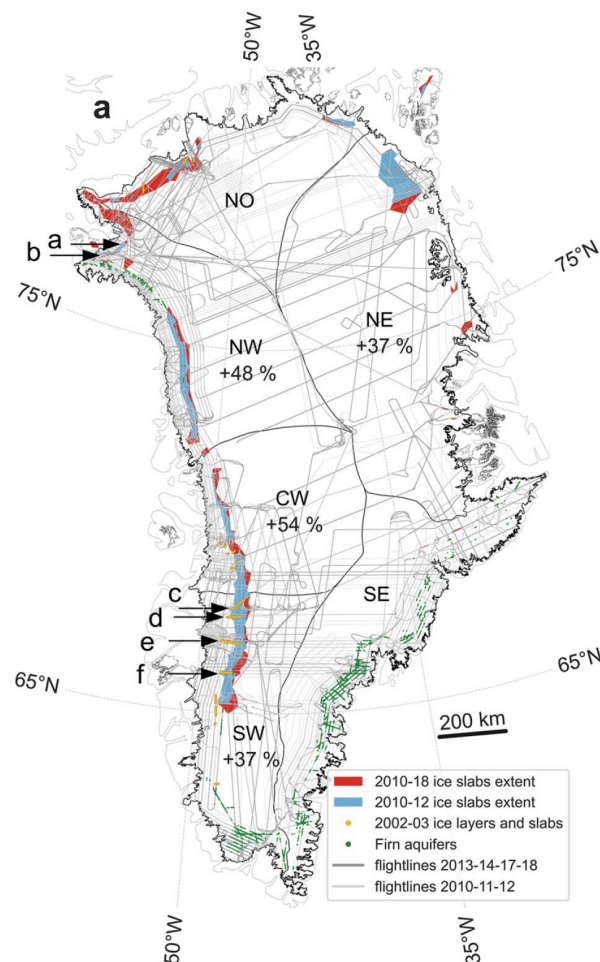 50°W
35°W
a
NO
a
b
75°N
75°N
NE
+37 %
NW
+48 %
CW
+54 %
c
d
SE
e
f
65°N
65°N
200 km
SW
+37 %
2010-18 ice slabs extent
2010-12 ice slabs extent
2002-03 ice layers and slabs
Firn aquifers
flightlines 2013-14-17-18
flightlines 2010-11-12
50°W
35°W